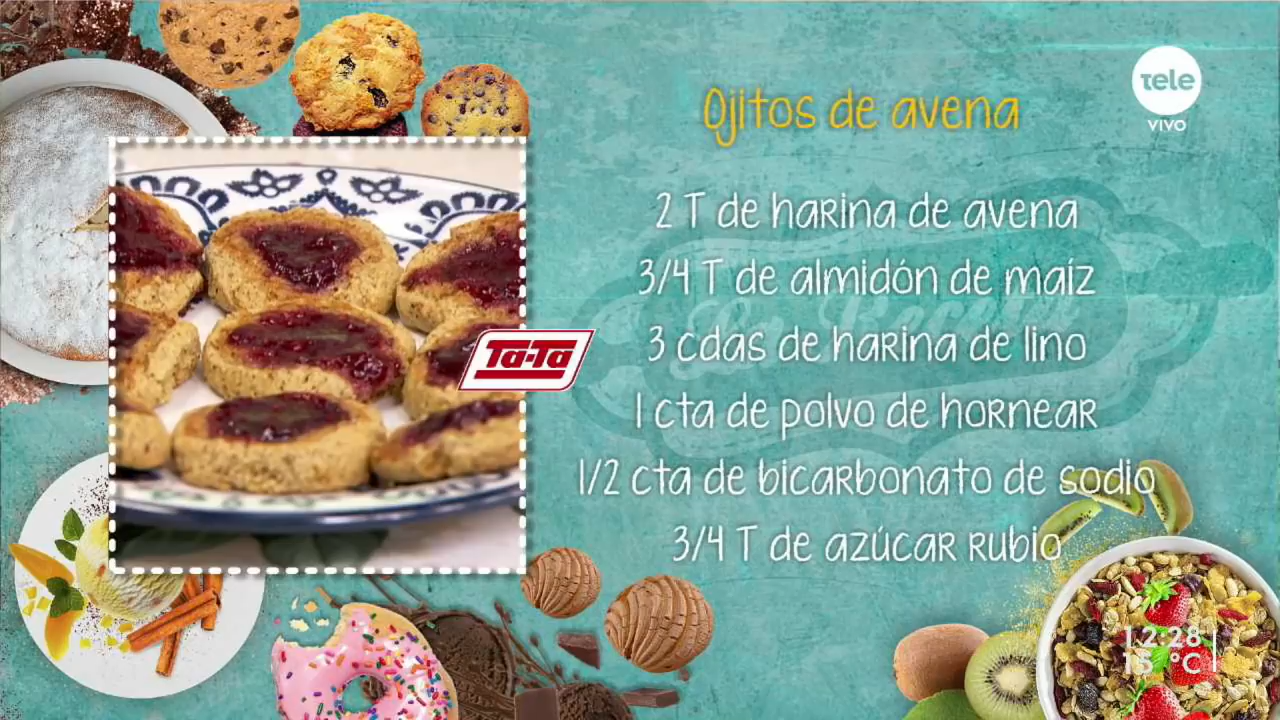 Ojitos de avena
tele
VIVO
2 T de harina de avena
3/4 T de almidón de maíz
3 cdas de harina de lino
Ta-Ta
1 cta de polvo de hornear
1/2 cta de bicarbonato de sodio
3/4 T de azúcar rubio
12:28
15 °C